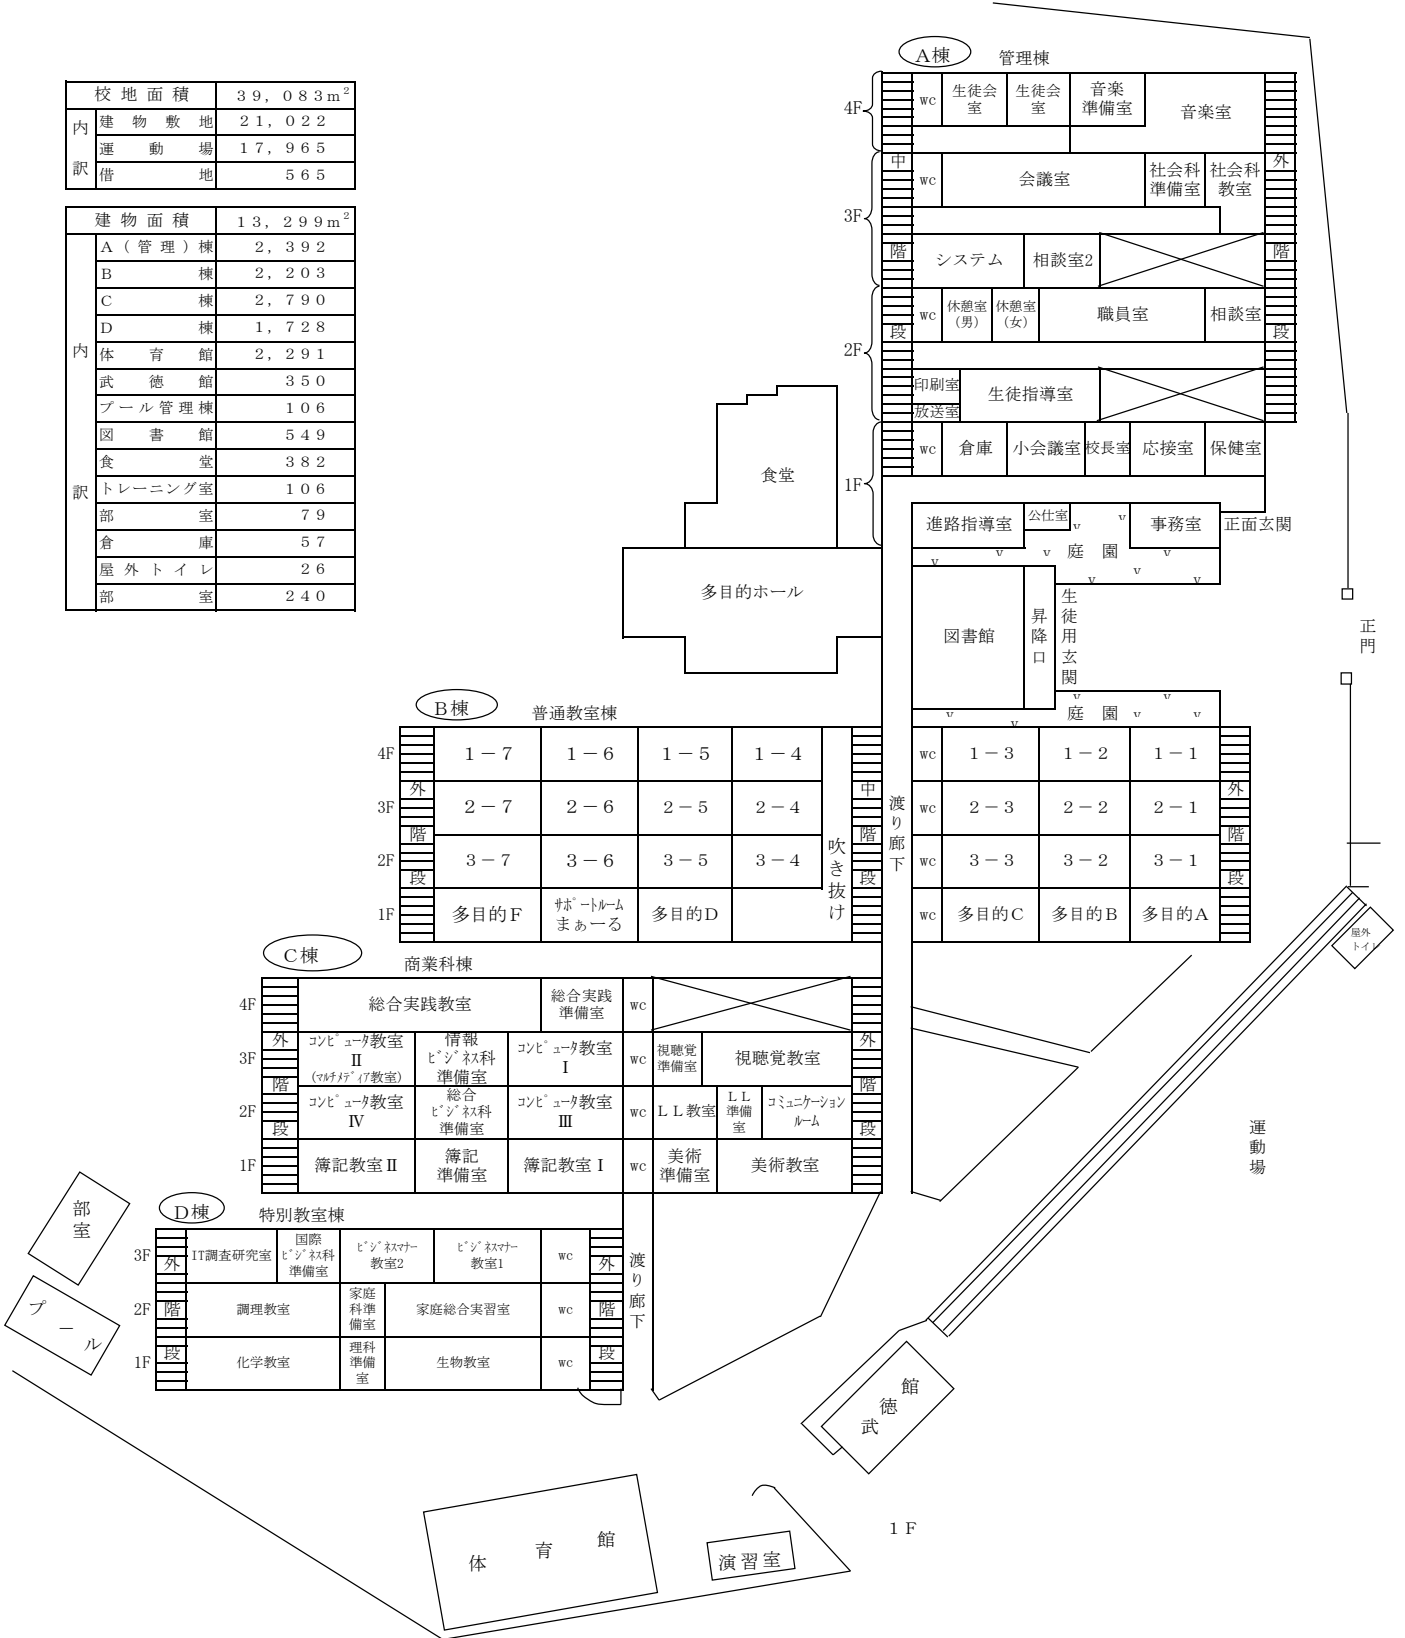 校地面積 ３９，０８３m²
内訳
建物敷地 ２１，０２２
運動場 １７，９６５
借地 ５６５
建物面積 １３，２９９m²
内訳
Ａ（管理）棟 ２，３９２
Ｂ棟 ２，２０３
Ｃ棟 ２，７９０
Ｄ棟 １，７２８
体育館 ２，２９１
武徳館 ３５０
プール管理棟 １０６
図書館 ５４９
食堂 ３８２
トレーニング室 １０６
部室 ７９
倉庫 ５７
屋外トイレ ２６
部室 ２４０
Ａ棟 管理棟
4F
wc
生徒会
室
生徒会
室
音楽
準備室
音楽室
中階段
外階段
3F
wc
会議室
社会科
準備室
社会科
教室
システム
相談室2
2F
wc
休憩室
(男)
休憩室
(女)
職員室
相談室
印刷室
放送室
生徒指導室
1F
wc
倉庫
小会議室
校長室
応接室
保健室
進路指導室
公仕室
事務室
正面玄関
v v v v v v v v v
庭園
食堂
多目的ホール
図書館
昇降口
生徒用玄関
正門
v v v v v
庭園
Ｂ棟 普通教室棟
4F
１－７ １－６ １－５ １－４ wc １－３ １－２ １－１
3F
２－７ ２－６ ２－５ ２－４ wc ２－３ ２－２ ２－１
2F
３－７ ３－６ ３－５ ３－４ wc ３－３ ３－２ ３－１
1F
多目的Ｆ
ｻﾎﾟｰﾄﾙｰﾑ
まぁーる
多目的Ｄ
wc
多目的Ｃ
多目的Ｂ
多目的Ａ
外階段
吹き抜け
中階段
渡り廊下
外階段
屋外
トイレ
Ｃ棟 商業科棟
4F
総合実践教室
総合実践
準備室
wc
3F
ｺﾝﾋﾟｭｰﾀ教室
Ⅱ
(ﾏﾙﾁﾒﾃﾞｨｱ教室)
情報
ﾋﾞｼﾞﾈｽ科
準備室
ｺﾝﾋﾟｭｰﾀ教室
Ⅰ
wc
視聴覚
準備室
視聴覚教室
2F
ｺﾝﾋﾟｭｰﾀ教室
Ⅳ
総合
ﾋﾞｼﾞﾈｽ科
準備室
ｺﾝﾋﾟｭｰﾀ教室
Ⅲ
wc
ＬＬ教室
ＬＬ
準備
室
ｺﾐｭﾆｹｰｼｮﾝ
ﾙｰﾑ
1F
簿記教室Ⅱ
簿記
準備室
簿記教室Ⅰ
wc
美術
準備室
美術教室
外階段
外階段
運動場
部室
プール
Ｄ棟 特別教室棟
3F
IT調査研究室
国際
ﾋﾞｼﾞﾈｽ科
準備室
ﾋﾞｼﾞﾈｽﾏﾅｰ
教室2
ﾋﾞｼﾞﾈｽﾏﾅｰ
教室1
wc
2F
調理教室
家庭
科準
備室
家庭総合実習室
wc
1F
化学教室
理科
準備
室
生物教室
wc
外階段
外階段
渡り廊下
武徳館
体育館
演習室
１Ｆ